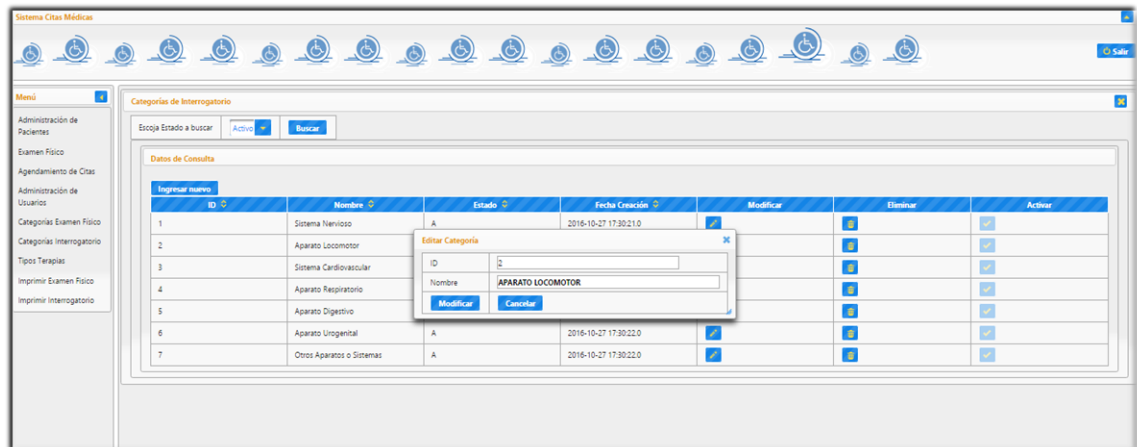 Sistema Citas Médicas
Salir
Menú
Administración de
Pacientes
Examen Físico
Agendamiento de Citas
Administración de
Usuarios
Categorías Examen Físico
Categorías Interrogatorio
Tipos Terapias
Imprimir Examen Físico
Imprimir Interrogatorio
Categorías de Interrogatorio
Escoja Estado a buscar Activo Buscar
Datos de Consulta
Ingresar nuevo
ID Nombre Estado Fecha Creación Modificar Eliminar Activar
1 Sistema Nervioso A 2016-10-27 17:30:21.0
2 Aparato Locomotor
3 Sistema Cardiovascular
4 Aparato Respiratorio
5 Aparato Digestivo
6 Aparato Urogenital A 2016-10-27 17:30:22.0
7 Otros Aparatos o Sistemas A 2016-10-27 17:30:22.0
Editar Categoría
ID 2
Nombre APARATO LOCOMOTOR
Modificar Cancelar